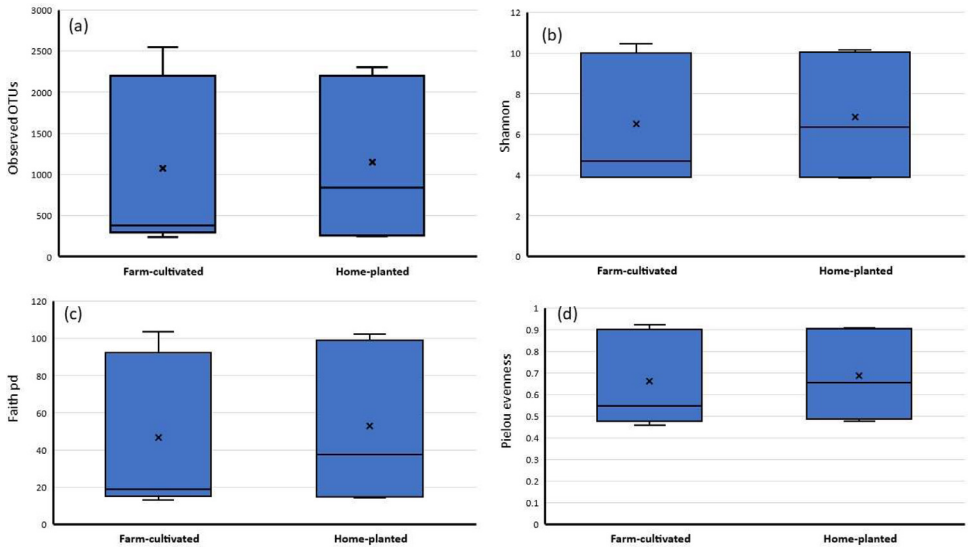 (a)
3000
2500
2000
1500
1000
500
0
Observed OTUs
Farm-cultivated Home-planted
(b)
12
10
8
6
4
2
0
Shannon
Farm-cultivated Home-planted
(c)
120
100
80
60
40
20
0
Faith pd
Farm-cultivated Home-planted
(d)
1
0.9
0.8
0.7
0.6
0.5
0.4
0.3
0.2
0.1
0
Pielou evenness
Farm-cultivated Home-planted